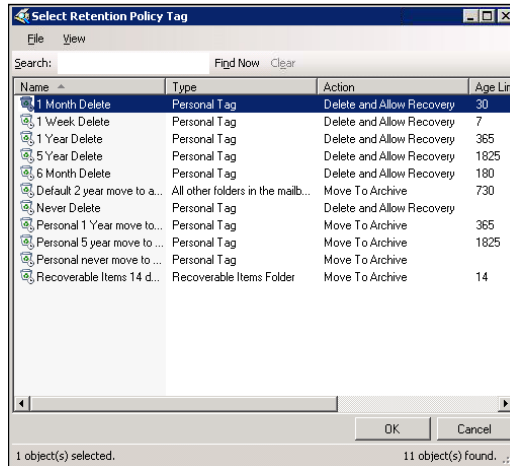 Select Retention Policy Tag
File View
Search: Find Now Clear
Name Type Action Age Lin
1 Month Delete Personal Tag Delete and Allow Recovery 30
1 Week Delete Personal Tag Delete and Allow Recovery 7
1 Year Delete Personal Tag Delete and Allow Recovery 365
5 Year Delete Personal Tag Delete and Allow Recovery 1825
6 Month Delete Personal Tag Delete and Allow Recovery 180
Default 2 year move to a... All other folders in the mailb... Move To Archive 730
Never Delete Personal Tag Delete and Allow Recovery
Personal 1 Year move to... Personal Tag Move To Archive 365
Personal 5 year move to ... Personal Tag Move To Archive 1825
Personal never move to ... Personal Tag Move To Archive
Recoverable Items 14 d... Recoverable Items Folder Move To Archive 14
OK Cancel
1 object(s) selected. 11 object(s) found.